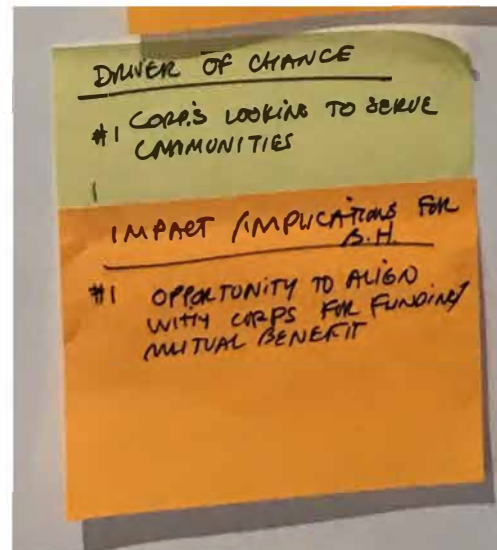 DRIVER OF CHANGE
#1 CORP.'S LOOKING TO SERVE
COMMUNITIES
IMPACT / IMPLICATIONS FOR
B.H.
#1 OPPORTUNITY TO ALIGN
WITH CORPS FOR FUNDING/
MUTUAL BENEFIT